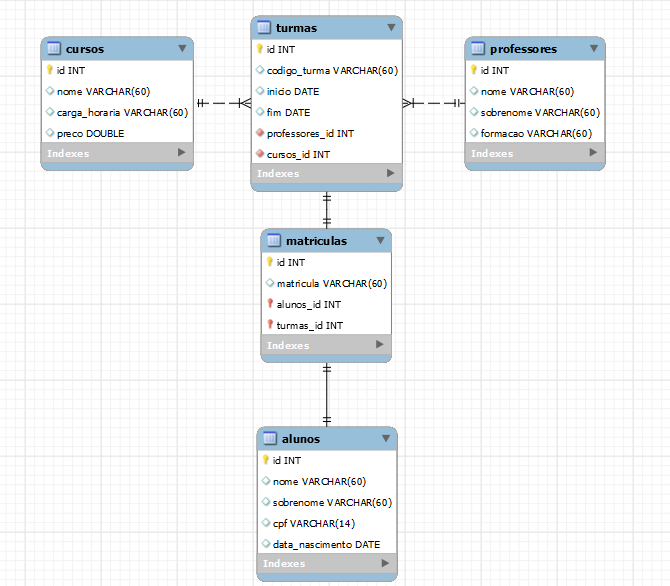 cursos
id INT
nome VARCHAR(60)
carga_horaria VARCHAR(60)
preco DOUBLE
Indexes
turmas
id INT
codigo_turma VARCHAR(60)
inicio DATE
fim DATE
professores_id INT
cursos_id INT
Indexes
professores
id INT
nome VARCHAR(60)
sobrenome VARCHAR(60)
formacao VARCHAR(60)
Indexes
matriculas
id INT
matricula VARCHAR(60)
alunos_id INT
turmas_id INT
Indexes
alunos
id INT
nome VARCHAR(60)
sobrenome VARCHAR(60)
cpf VARCHAR(14)
data_nascimento DATE
Indexes